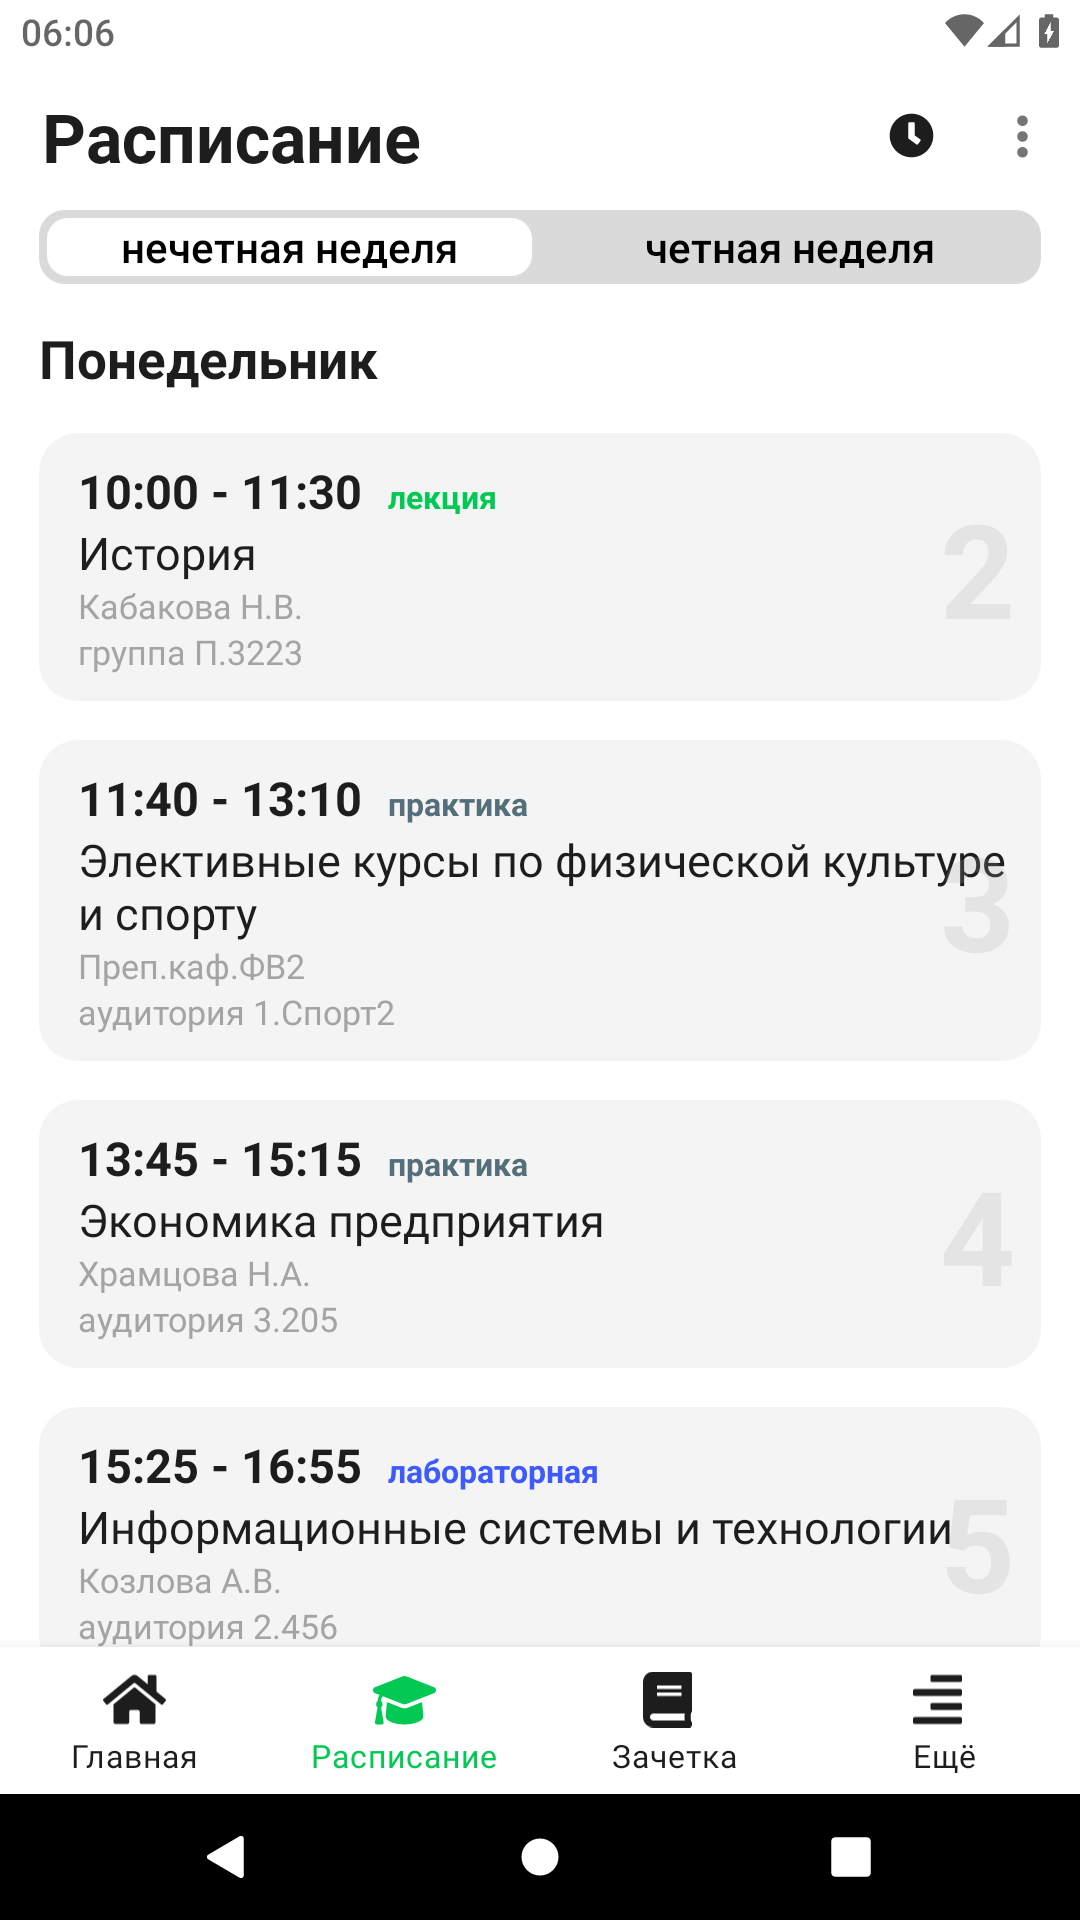 06:06
Расписание
нечетная неделя
четная неделя
Понедельник
10:00 - 11:30 лекция
История
Кабакова Н.В.
группа П.3223
2
11:40 - 13:10 практика
Элективные курсы по физической культуре
и спорту
Преп.каф.ФВ2
аудитория 1.Спорт2
3
13:45 - 15:15 практика
Экономика предприятия
Храмцова Н.А.
аудитория 3.205
4
15:25 - 16:55 лабораторная
Информационные системы и технологии
Козлова А.В.
аудитория 2.456
5
Главная
Расписание
Зачетка
Ещё